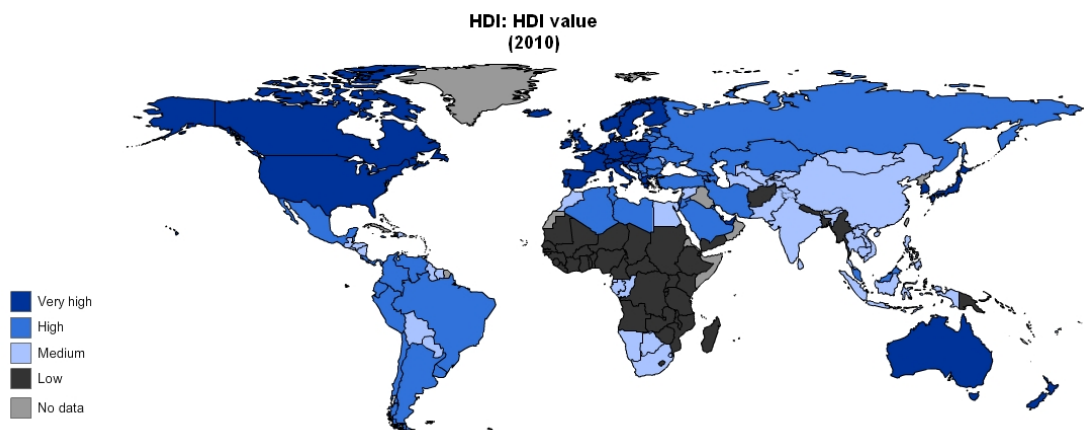 HDI: HDI value
(2010)
Very high
High
Medium
Low
No data